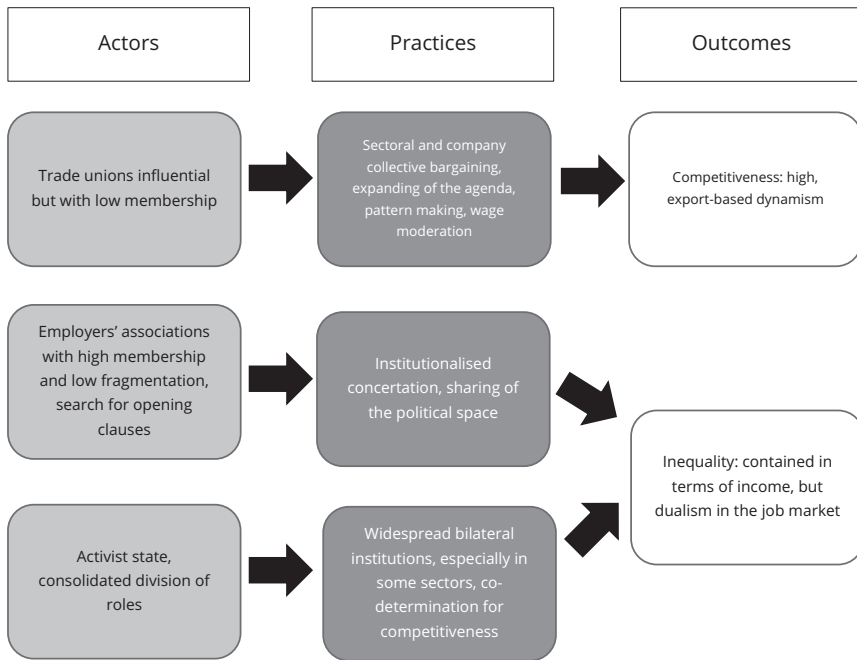 Actors
Practices
Outcomes
Trade unions influential
but with low membership
Sectoral and company
collective bargaining,
expanding of the agenda,
pattern making, wage
moderation
Competitiveness: high,
export-based dynamism
Employers’ associations
with high membership
and low fragmentation,
search for opening
clauses
Institutionalised
concertation, sharing of
the political space
Inequality: contained in
terms of income, but
dualism in the job market
Activist state,
consolidated division of
roles
Widespread bilateral
institutions, especially in
some sectors, co-
determination for
competitiveness